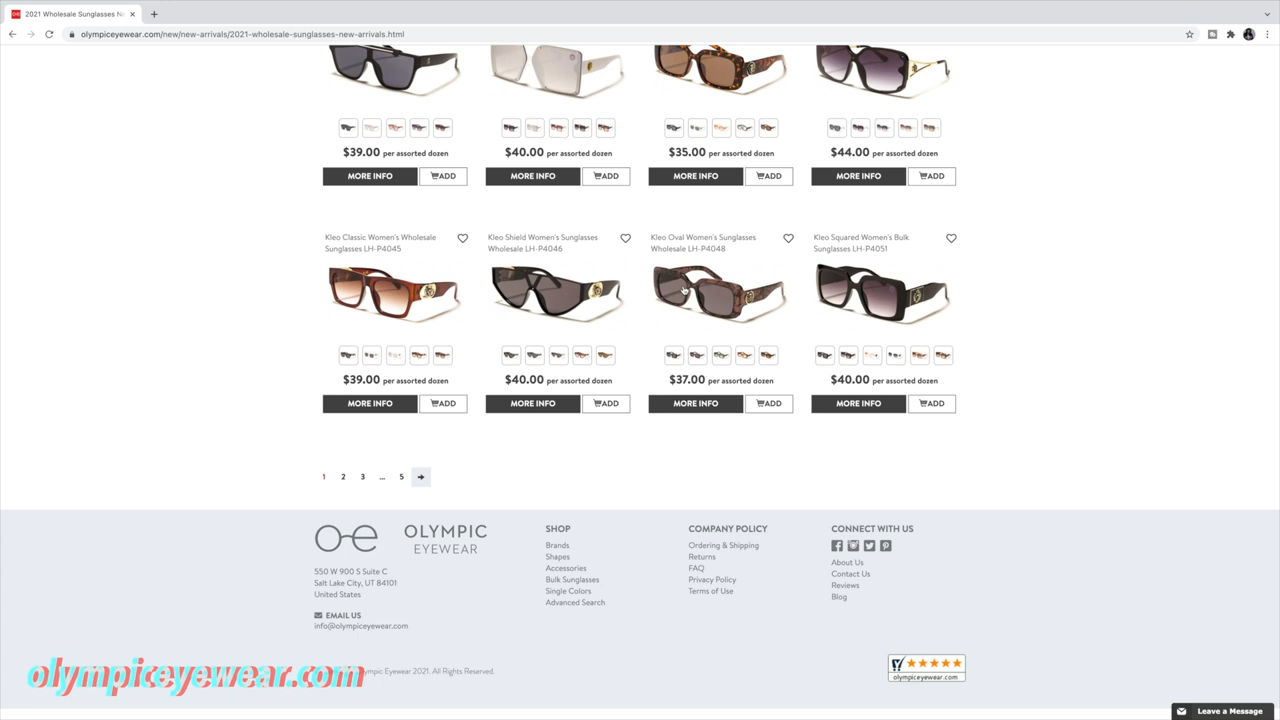 2021 Wholesale Sunglasses Ne
olympiceyewear.com/new/new-arrivals/2021-wholesale-sunglasses-new-arrivals.html
$39.00 per assorted dozen
$40.00 per assorted dozen
$35.00 per assorted dozen
$44.00 per assorted dozen
MORE INFO ADD
MORE INFO ADD
MORE INFO ADD
MORE INFO ADD
Kleo Classic Women's Wholesale
Sunglasses LH-P4045
Kleo Shield Women's Sunglasses
Wholesale LH-P4046
Kleo Oval Women's Sunglasses
Wholesale LH-P4048
Kleo Squared Women's Bulk
Sunglasses LH-P4051
$39.00 per assorted dozen
$40.00 per assorted dozen
$37.00 per assorted dozen
$40.00 per assorted dozen
MORE INFO ADD
MORE INFO ADD
MORE INFO ADD
MORE INFO ADD
1 2 3 ... 5
OLYMPIC
EYEWEAR
550 W 900 S Suite C
Salt Lake City, UT 84101
United States
EMAIL US
info@olympiceyewear.com
SHOP
Brands
Shapes
Accessories
Bulk Sunglasses
Single Colors
Advanced Search
COMPANY POLICY
Ordering & Shipping
Returns
FAQ
Privacy Policy
Terms of Use
CONNECT WITH US
About Us
Contact Us
Reviews
Blog
olympiceyewear.com
Olympic Eyewear 2021. All Rights Reserved.
olympiceyewear.com
Leave a Message